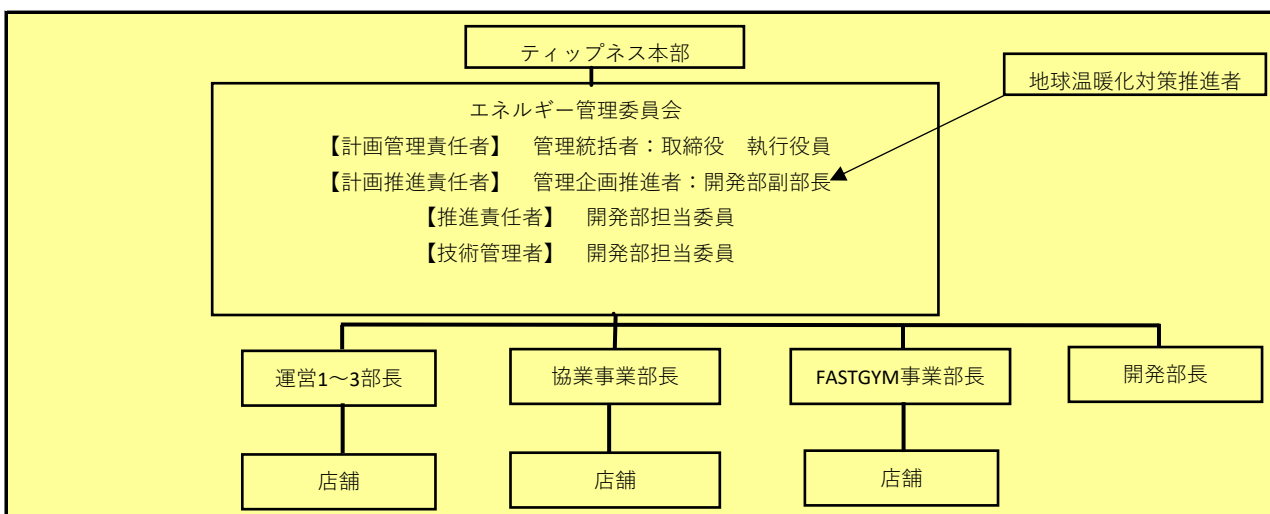 ティップネス本部
地球温暖化対策推進者
エネルギー管理委員会
【計画管理責任者】　管理統括者：取締役　執行役員
【計画推進責任者】　管理企画推進者：開発部副部長
【推進責任者】　開発部担当委員
【技術管理者】　開発部担当委員
運営1～3部長
協業事業部長
FASTGYM事業部長
開発部長
店舗
店舗
店舗